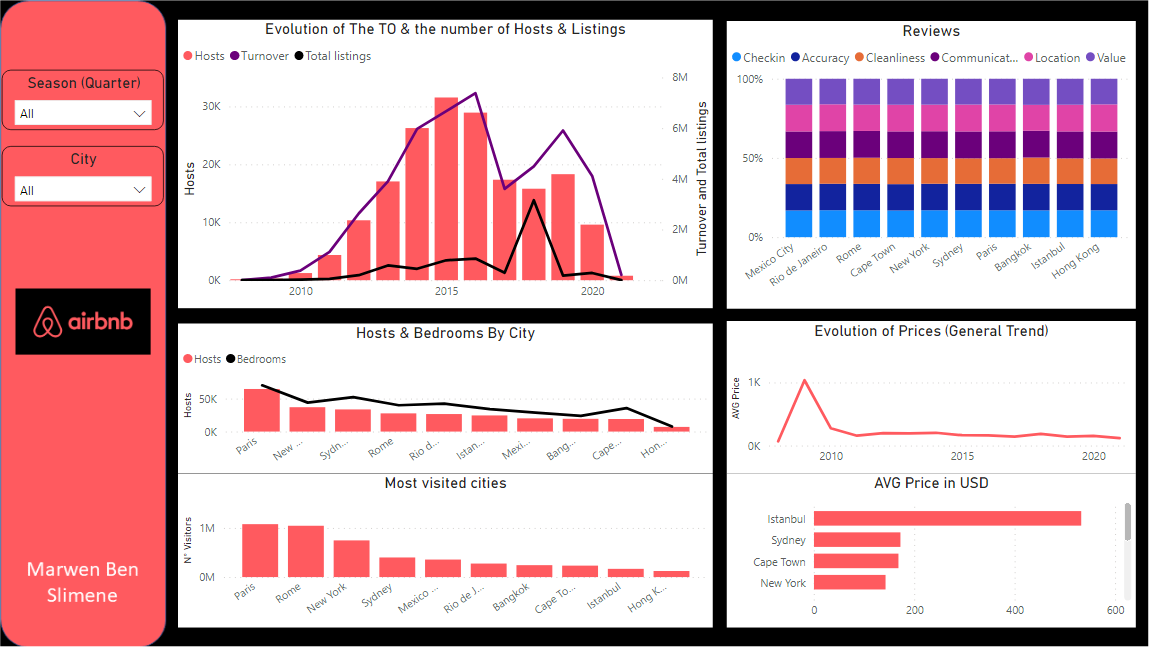 Season (Quarter)
All
City
All
airbnb
Marwen Ben
Slimene
Evolution of The TO & the number of Hosts & Listings
Hosts Turnover Total listings
Hosts
30K
20K
10K
0K
8M
6M
4M
2M
0M
Turnover and Total listings
2010 2015 2020
Reviews
Checkin Accuracy Cleanliness Communicat... Location Value
100%
50%
0%
Mexico City Rio de Janeiro Rome Cape Town New York Sydney Paris Bangkok Istanbul Hong Kong
Hosts & Bedrooms By City
Hosts Bedrooms
Hosts
50K
0K
Paris New ... Sydn... Rome Rio d... Istan... Mexi... Bang... Cape... Hon...
Most visited cities
N° Visitors
1M
0M
Paris Rome New York Sydney Mexico ... Rio de J... Bangkok Cape To... Istanbul Hong K...
Evolution of Prices (General Trend)
AVG Price
1K
0K
2010 2015 2020
AVG Price in USD
Istanbul
Sydney
Cape Town
New York
0 200 400 600